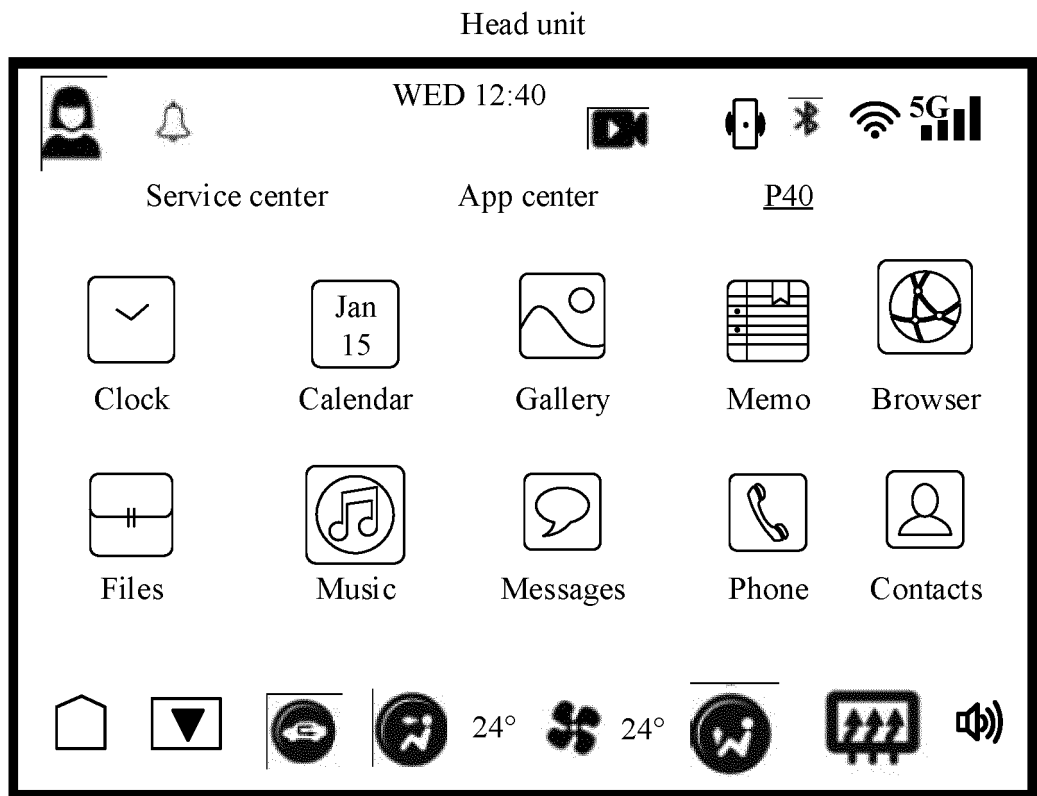 Head unit
WED 12:40
5G
Service center App center P40
Jan
15
Clock Calendar Gallery Memo Browser
Files Music Messages Phone Contacts
24° 24°